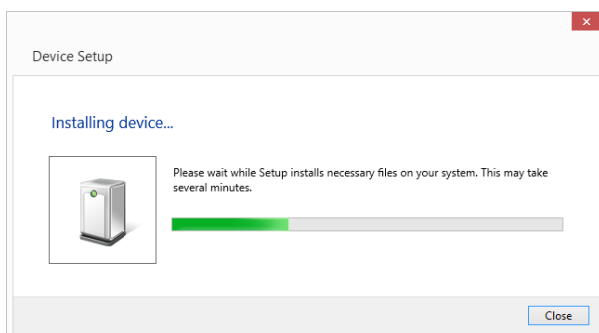 Device Setup
Installing device...
Please wait while Setup installs necessary files on your system. This may take
several minutes.
Close